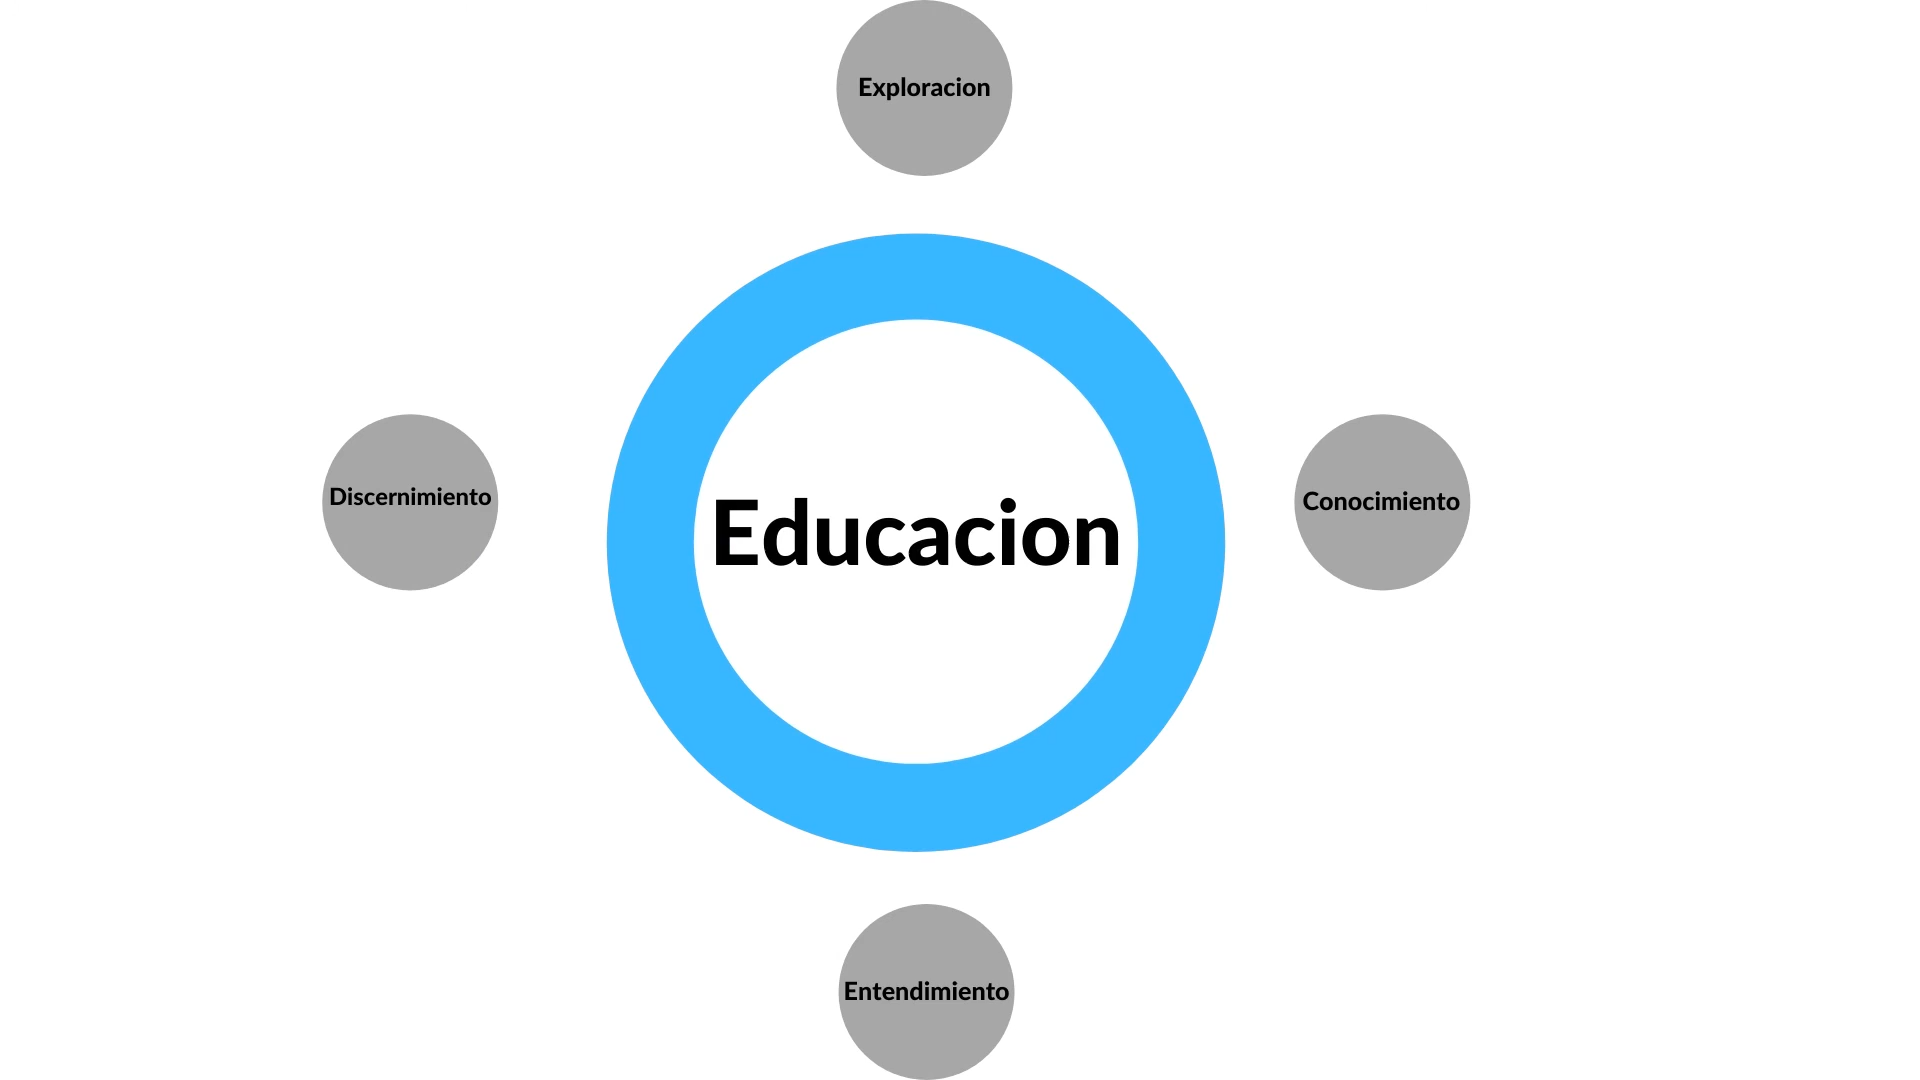 Exploracion
Discernimiento
Educacion
Conocimiento
Entendimiento